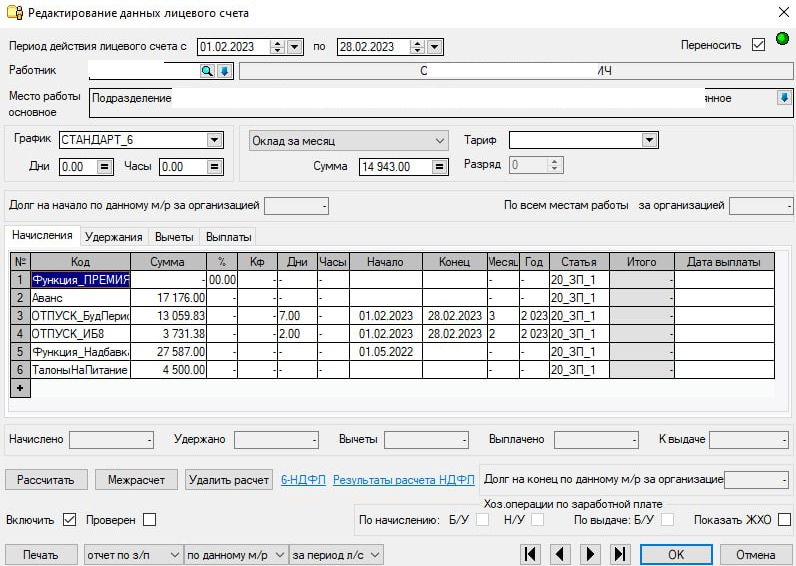 Редактирование данных лицевого счета
Период действия лицевого счета с 01.02.2023 по 28.02.2023 Переносить
Работник ИЧ
Место работы основное Подразделение нное
График СТАНДАРТ_6 Оклад за месяц Тариф
Дни 0.00 = Часы 0.00 = Сумма 14 943.00 = Разряд 0
Долг на начало по данному м/р за организацией - По всем местам работы за организацией -
Начисления Удержания Вычеты Выплаты
№ Код Сумма % Кф Дни Часы Начало Конец Месяц Год Статья Итого Дата выплаты
1 Функция_ПРЕМИЯ - 00.00 - - - - - 20_ЗП_1 -
2 Аванс 17 176.00 - - - - - - 20_ЗП_1 -
3 ОТПУСК_БудПерио 13 059.83 - - 7.00 - 01.02.2023 28.02.2023 3 2 023 20_ЗП_1 -
4 ОТПУСК_ИБ8 3 731.38 - - 2.00 - 01.02.2023 28.02.2023 2 2 023 20_ЗП_1 -
5 Функция_Надбавка 27 587.00 - - - - 01.05.2022 - - 20_ЗП_1 -
6 ТалоныНаПитание 4 500.00 - - - - - - 20_ЗП_1 -
+
Начислено - Удержано - Вычеты - Выплачено - К выдаче -
Рассчитать Межрасчет Удалить расчет 6-НДФЛ Результаты расчета НДФЛ Долг на конец по данному м/р за организацие -
Хоз.операции по заработной плате
Включить Проверен По начислению: Б/У Н/У По выдаче: Б/У Показать ЖХО
Печать отчет по з/п по данному м/р за период л/с OK Отмена